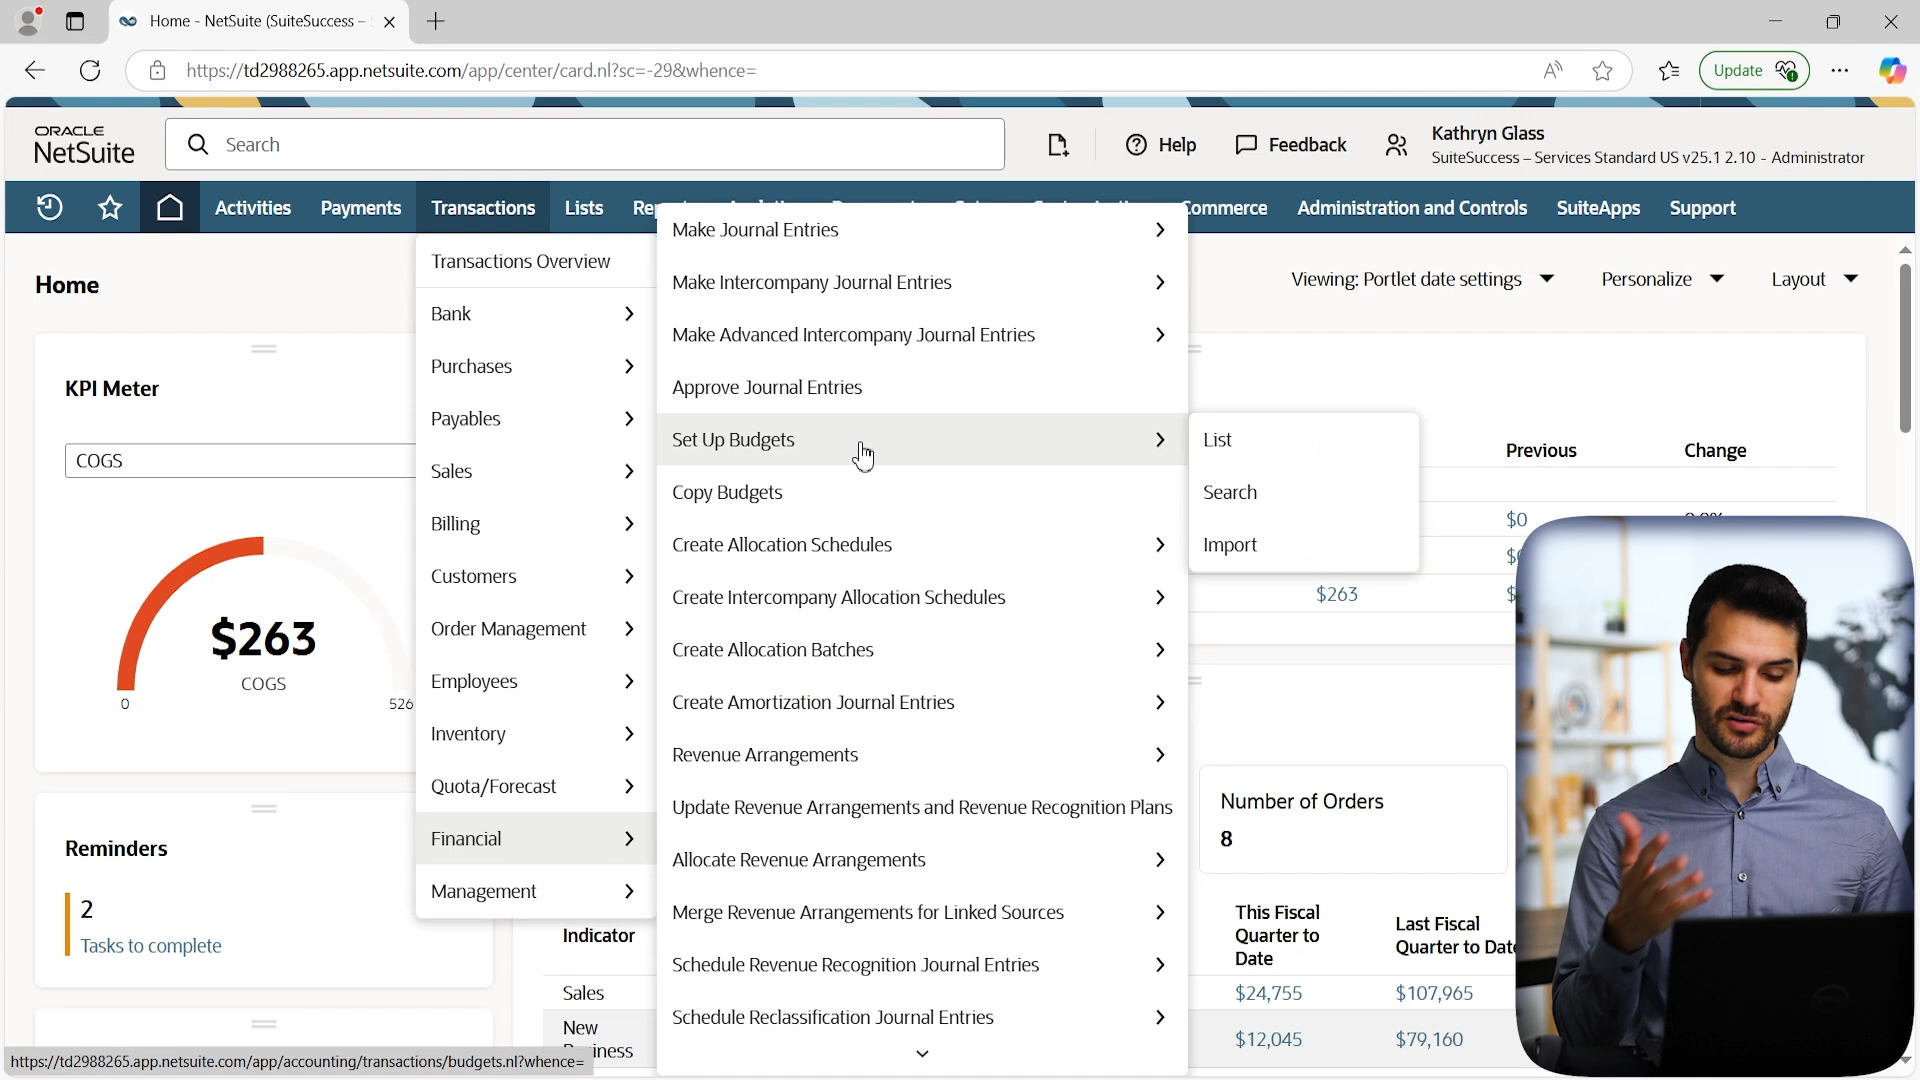 Home - NetSuite (SuiteSuccess –
https://td2988265.app.netsuite.com/app/center/card.nl?sc=-29&whence=
Update
ORACLE
NetSuite
Search
Help
Feedback
Kathryn Glass
SuiteSuccess – Services Standard US v25.1 2.10 - Administrator
Activities
Payments
Transactions
Lists
Commerce
Administration and Controls
SuiteApps
Support
Home
Viewing: Portlet date settings
Personalize
Layout
KPI Meter
COGS
$263
COGS
0
526
Reminders
2
Tasks to complete
Transactions Overview
Bank
Purchases
Payables
Sales
Billing
Customers
Order Management
Employees
Inventory
Quota/Forecast
Financial
Management
Make Journal Entries
Make Intercompany Journal Entries
Make Advanced Intercompany Journal Entries
Approve Journal Entries
Set Up Budgets
Copy Budgets
Create Allocation Schedules
Create Intercompany Allocation Schedules
Create Allocation Batches
Create Amortization Journal Entries
Revenue Arrangements
Update Revenue Arrangements and Revenue Recognition Plans
Allocate Revenue Arrangements
Merge Revenue Arrangements for Linked Sources
Schedule Revenue Recognition Journal Entries
Schedule Reclassification Journal Entries
List
Search
Import
Previous
Change
$0
$263
Number of Orders
8
Indicator
This Fiscal
Quarter to
Date
Last Fiscal
Quarter to Date
Sales
$24,755
$107,965
New
$12,045
$79,160
https://td2988265.app.netsuite.com/app/accounting/transactions/budgets.nl?whence=